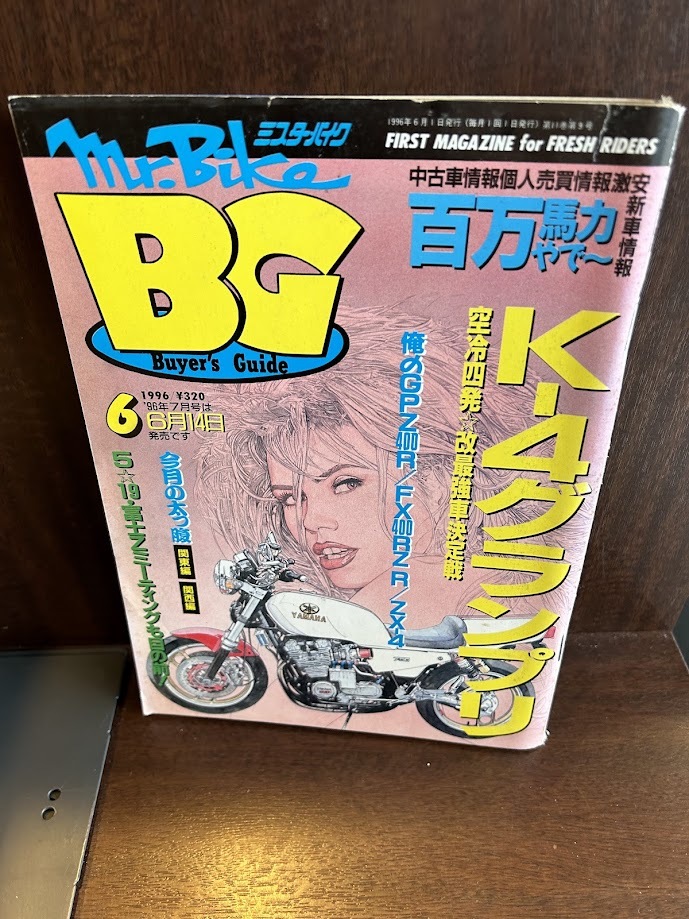 1996年6月1日発行（毎月1回1日発行）第11巻第9号
FIRST MAGAZINE for FRESH RIDERS
Mr.Bike
ミスターバイク
BG
Buyer's Guide
中古車情報個人売買情報激安
新車情報
百万馬力
やで〜
K-4グランプリ
空冷四発☆改最強車決定戦
俺のGPZ400R/FX400RZR/ZX4
6
1996/¥320
'96年7月号は
6月14日
発売です
今月の太っ腹
関東編
関西編
5☆19・富士Zミーティングも目の前!
YAMAHA